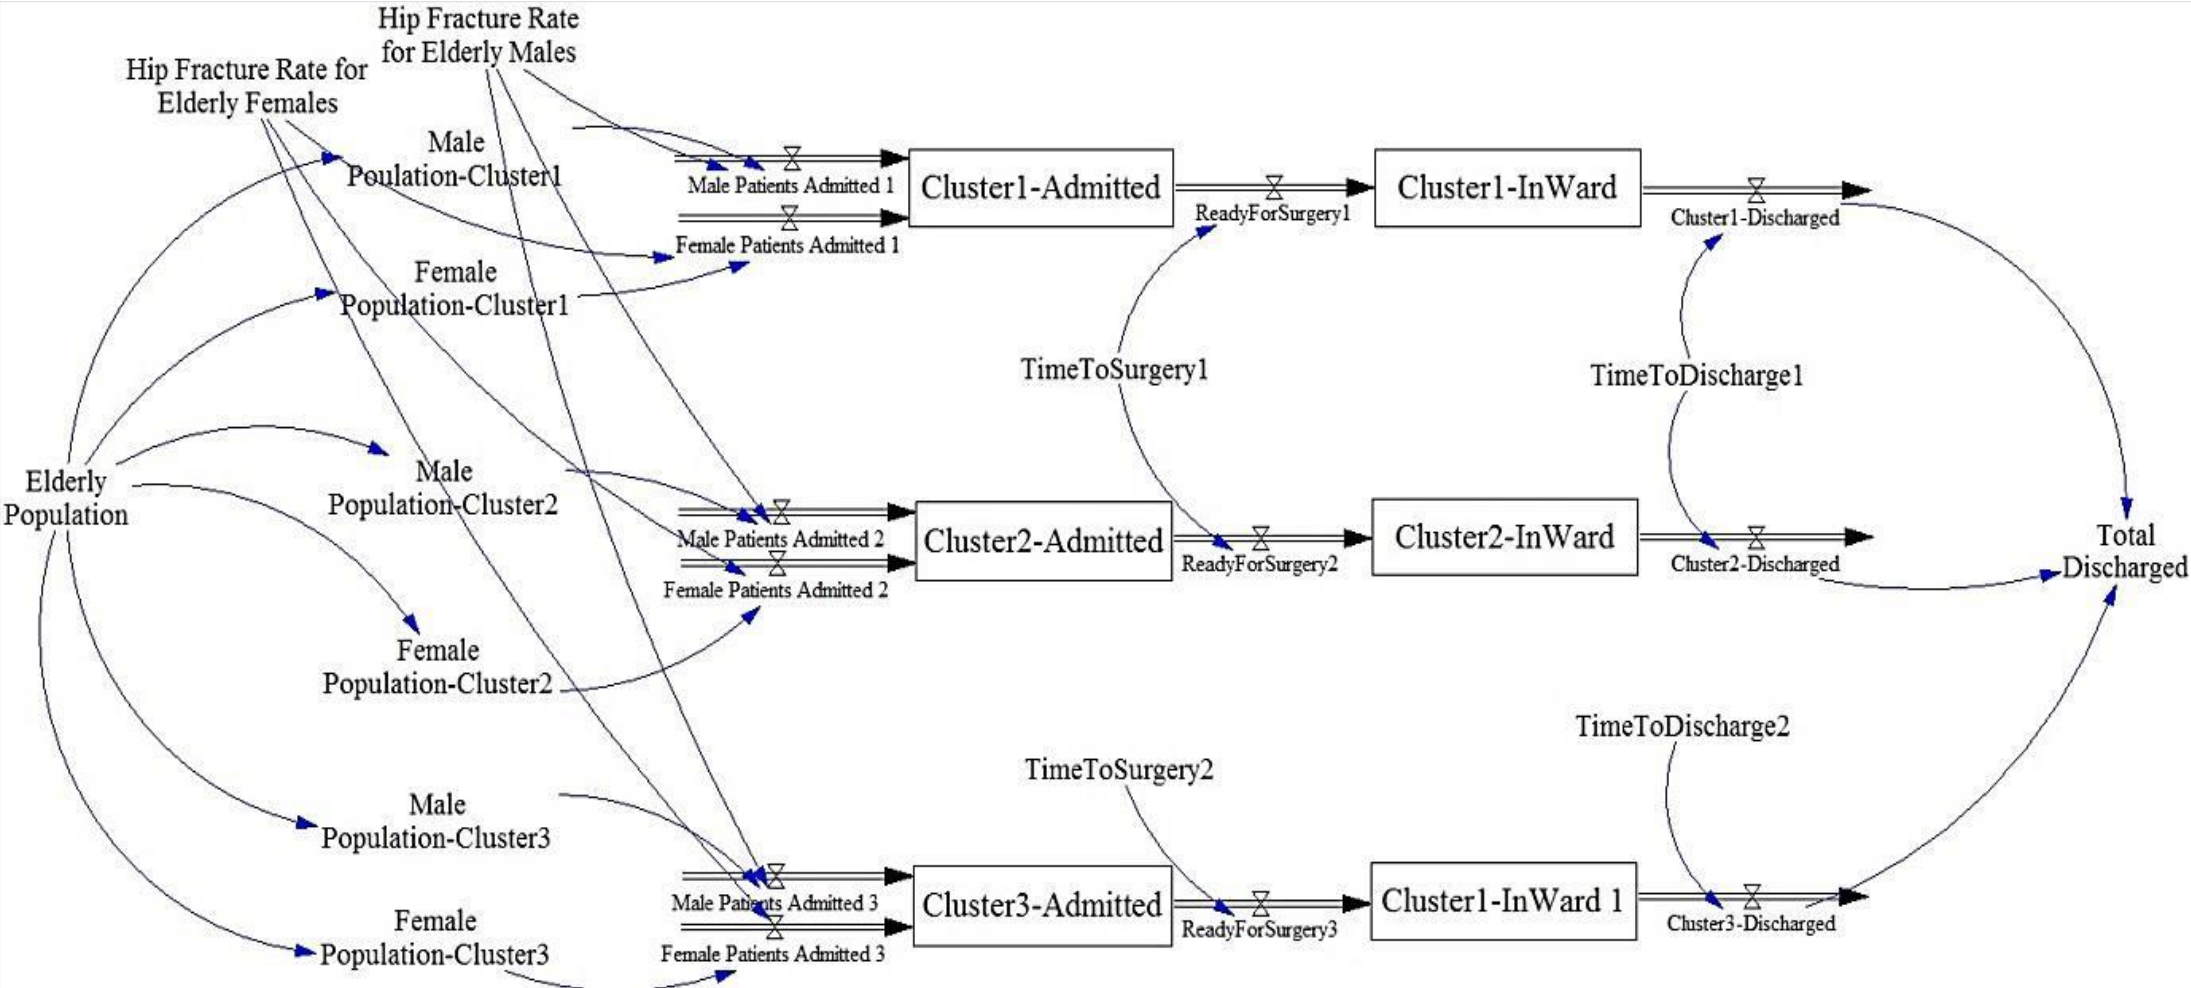 Hip Fracture Rate
for Elderly Males
Hip Fracture Rate for
Elderly Females
Male
Poulation-Cluster1
Male Patients Admitted 1
Cluster1-Admitted
ReadyForSurgery1
Cluster1-InWard
Cluster1-Discharged
Female Patients Admitted 1
Female
Population-Cluster1
TimeToSurgery1
TimeToDischarge1
Elderly
Population
Male
Population-Cluster2
Male Patients Admitted 2
Cluster2-Admitted
ReadyForSurgery2
Cluster2-InWard
Cluster2-Discharged
Total
Discharged
Female Patients Admitted 2
Female
Population-Cluster2
TimeToDischarge2
TimeToSurgery2
Male
Population-Cluster3
Male Patients Admitted 3
Cluster3-Admitted
ReadyForSurgery3
Cluster1-InWard 1
Cluster3-Discharged
Female
Population-Cluster3
Female Patients Admitted 3